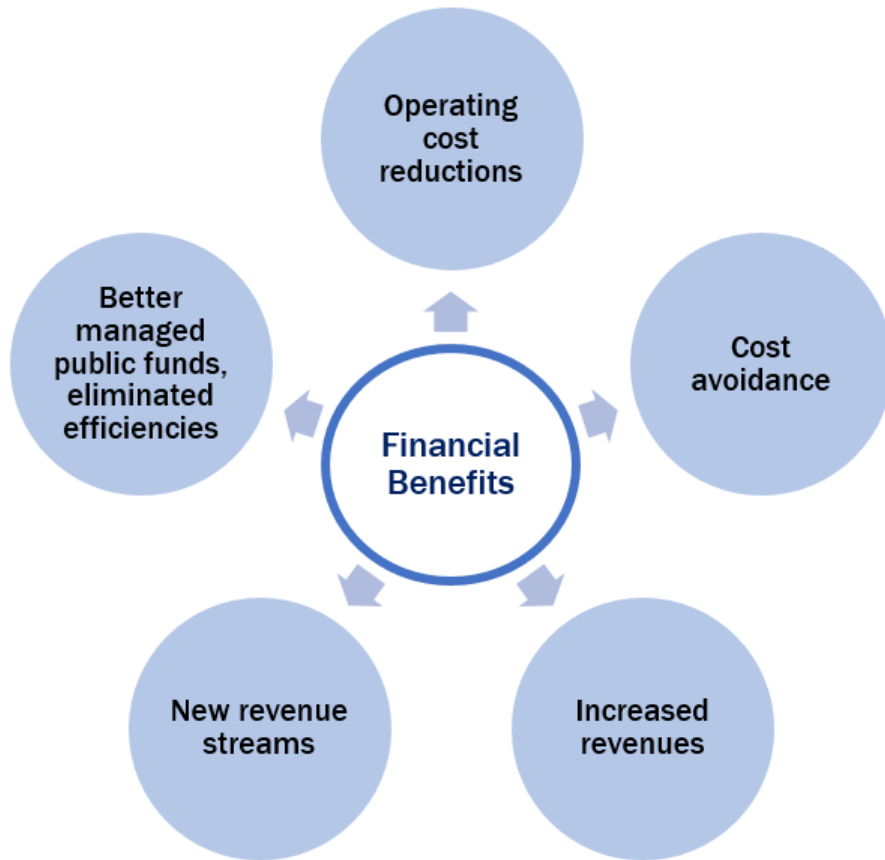 Operating
cost
reductions
Better
managed
public funds,
eliminated
efficiencies
Cost
avoidance
Financial
Benefits
New revenue
streams
Increased
revenues